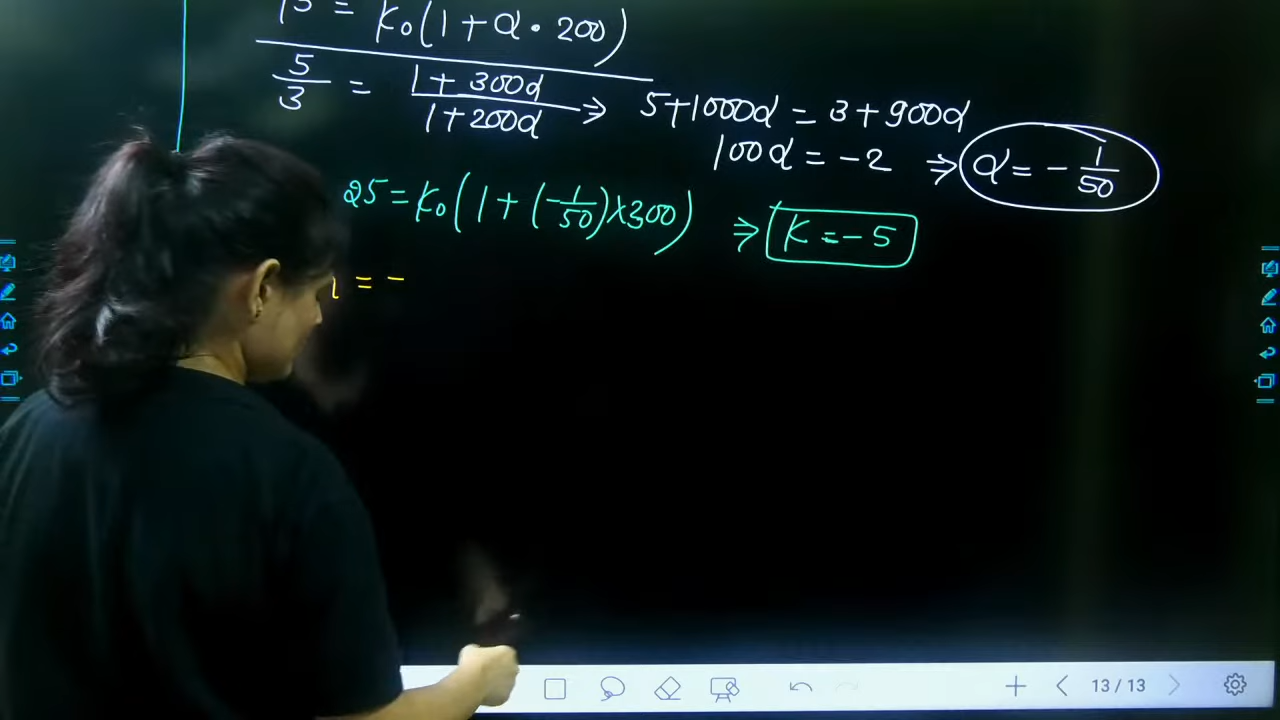 15 = K₀(1 + α · 200)
5/3 = (1 + 300α)/(1 + 200α) ⇒ 5 + 1000α = 3 + 900α
100α = -2 ⇒ α = -1/50
25 = K₀(1 + (-1/50) × 300) ⇒ K = -5
= -
13 / 13